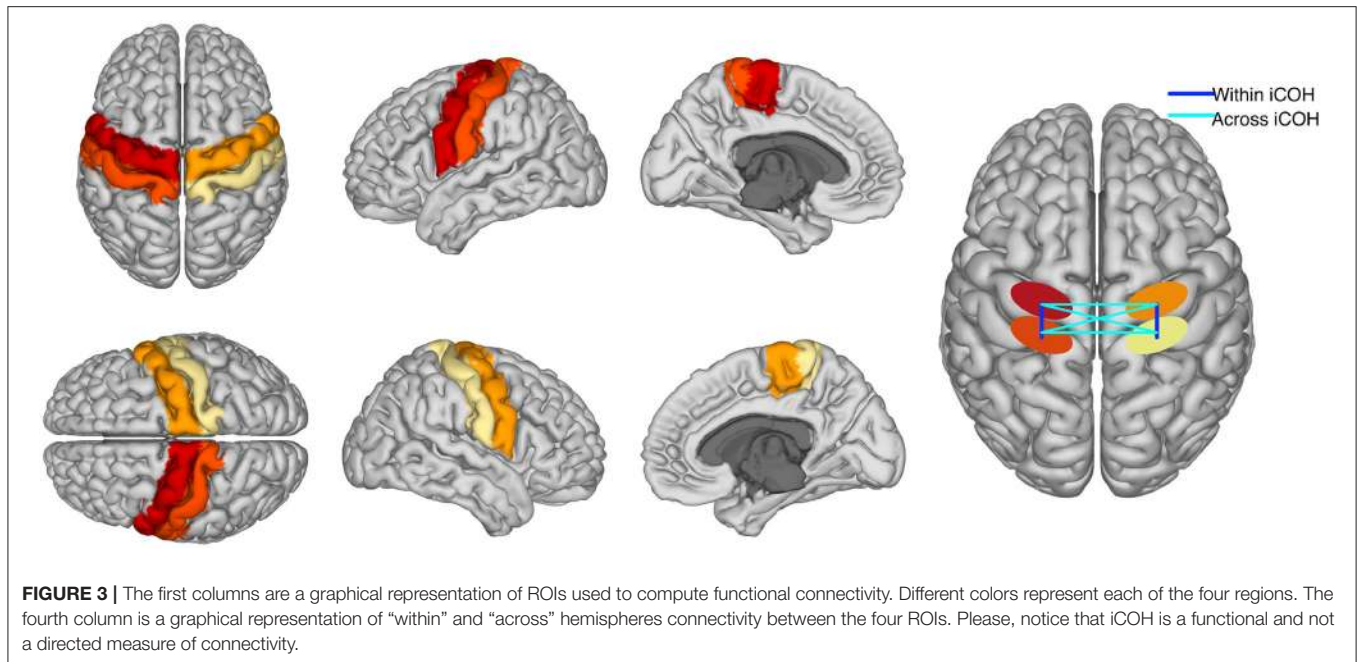 Within iCOH
Across iCOH
FIGURE 3 | The first columns are a graphical representation of ROIs used to compute functional connectivity. Different colors represent each of the four regions. The
fourth column is a graphical representation of “within” and “across” hemispheres connectivity between the four ROIs. Please, notice that iCOH is a functional and not
a directed measure of connectivity.